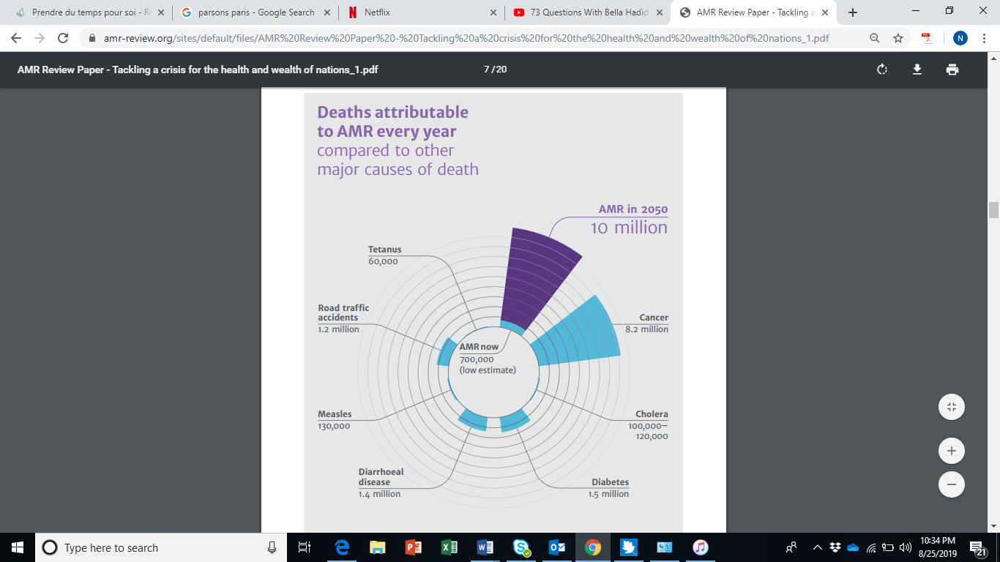 Prendre du temps pour soi - Re
parsons paris - Google Search
Netflix
73 Questions With Bella Hadid
AMR Review Paper - Tackling a
amr-review.org/sites/default/files/AMR%20Review%20Paper%20-%20Tackling%20a%20crisis%20for%20the%20health%20and%20wealth%20of%20nations_1.pdf
N
AMR Review Paper - Tackling a crisis for the health and wealth of nations_1.pdf
7 / 20
Deaths attributable
to AMR every year
compared to other
major causes of death
AMR in 2050
10 million
Tetanus
60,000
Road traffic
accidents
1.2 million
Cancer
8.2 million
AMR now
700,000
(low estimate)
Measles
130,000
Cholera
100,000–
120,000
Diarrhoeal
disease
1.4 million
Diabetes
1.5 million
Type here to search
10:34 PM
8/25/2019
21